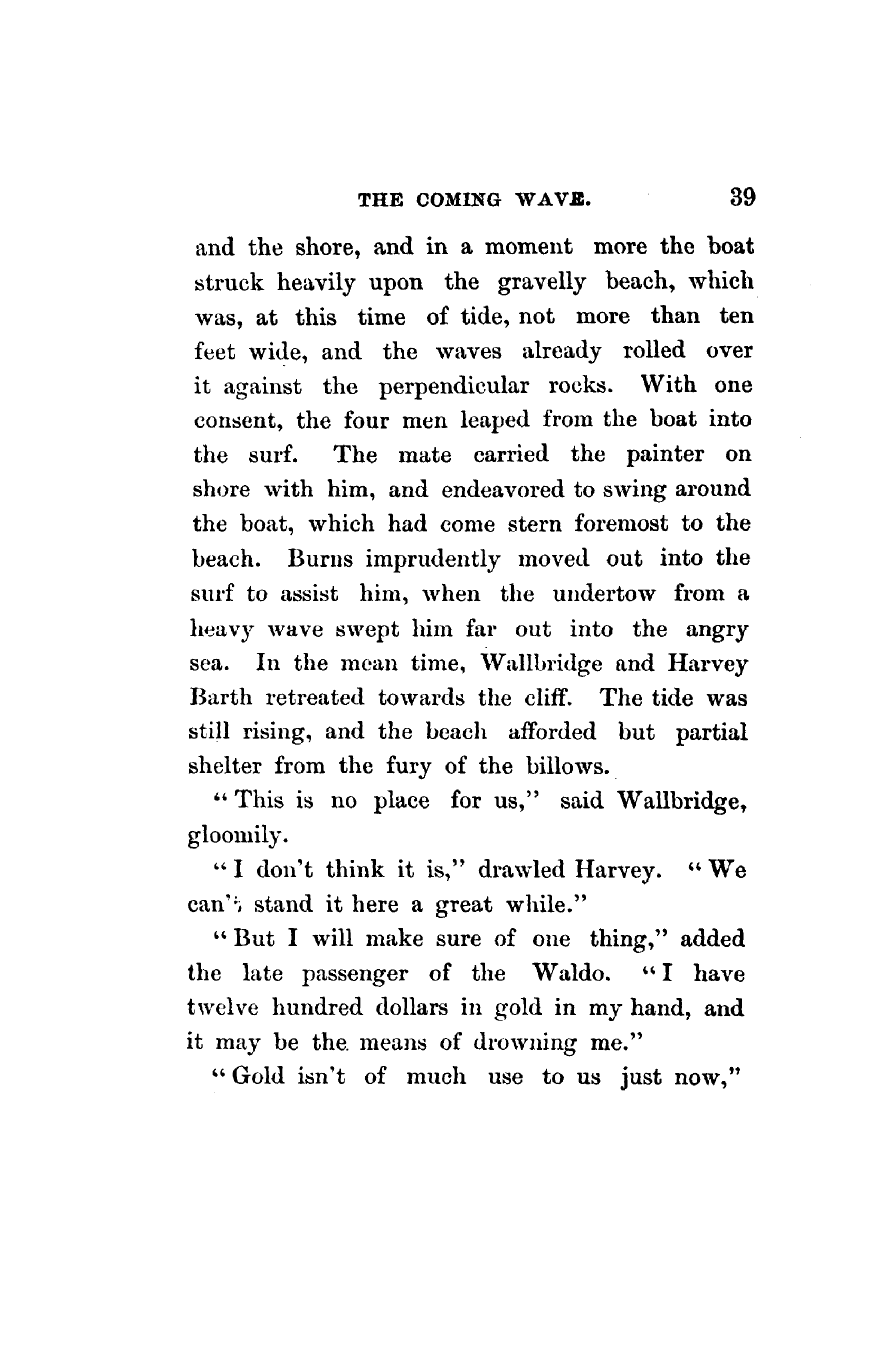 THE COMING WAVE. 39
and the shore, and in a moment more the boat
struck heavily upon the gravelly beach, which
was, at this time of tide, not more than ten
feet wide, and the waves already rolled over
it against the perpendicular rocks. With one
consent, the four men leaped from the boat into
the surf. The mate carried the painter on
shore with him, and endeavored to swing around
the boat, which had come stern foremost to the
beach. Burns imprudently moved out into the
surf to assist him, when the undertow from a
heavy wave swept him far out into the angry
sea. In the mean time, Wallbridge and Harvey
Barth retreated towards the cliff. The tide was
still rising, and the beach afforded but partial
shelter from the fury of the billows.
“This is no place for us,” said Wallbridge,
gloomily.
“I don't think it is,” drawled Harvey. “We
can't stand it here a great while.”
“But I will make sure of one thing,” added
the late passenger of the Waldo. “I have
twelve hundred dollars in gold in my hand, and
it may be the means of drowning me.”
“Gold isn't of much use to us just now,”